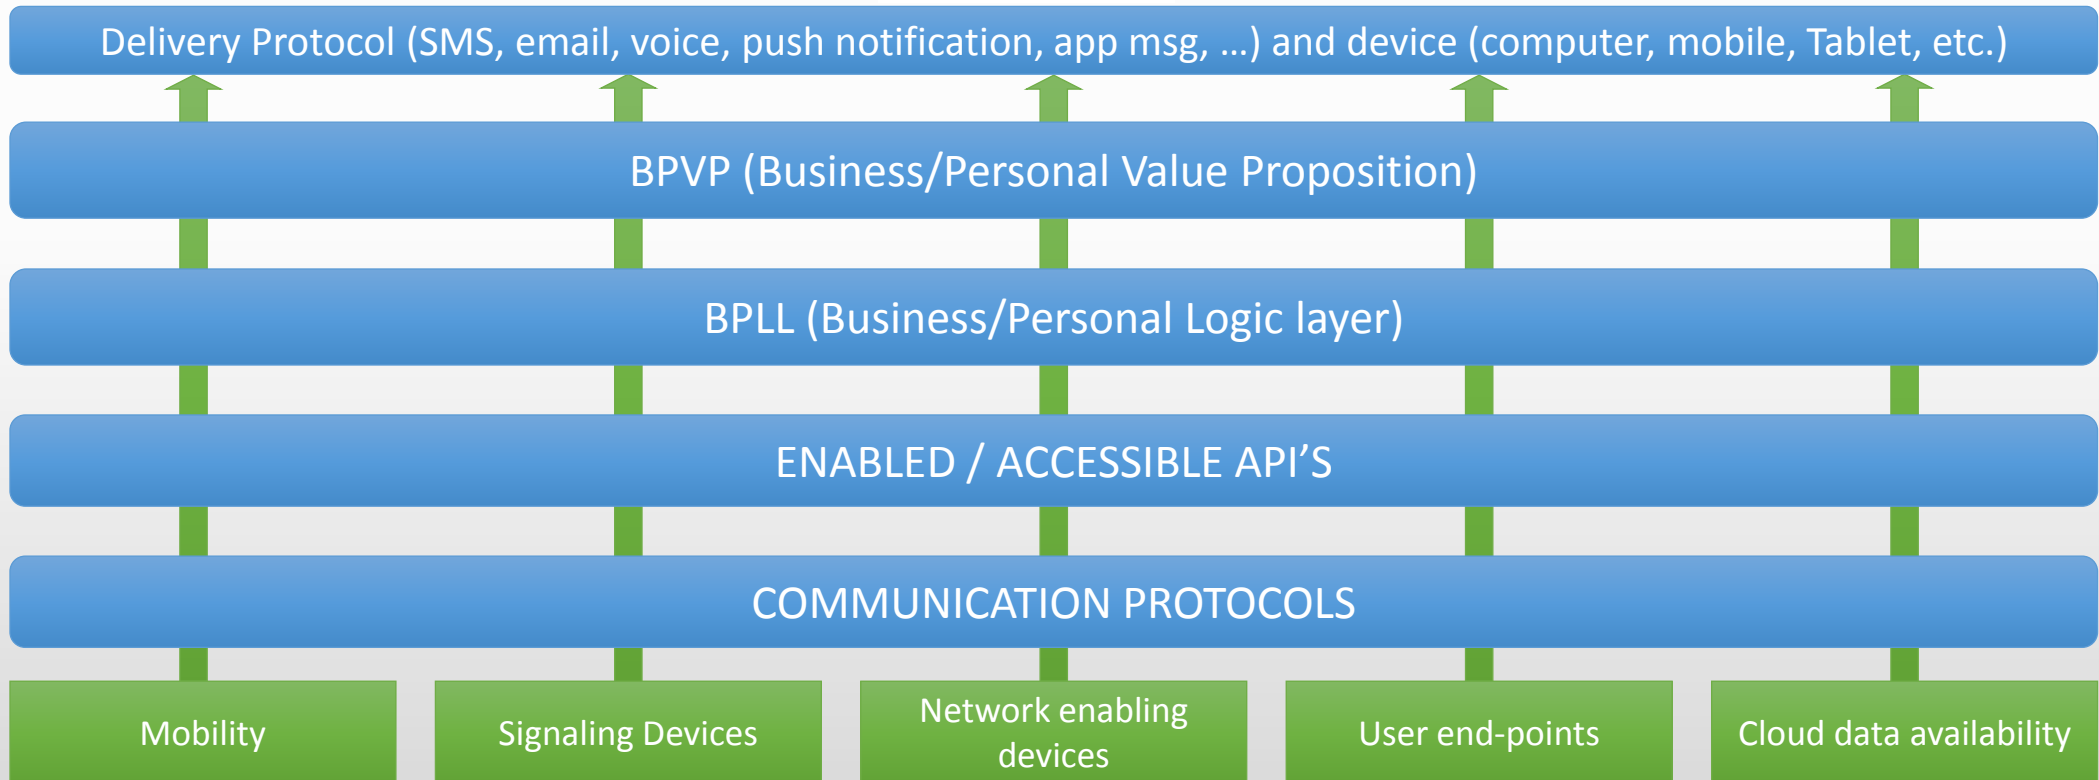 Delivery Protocol (SMS, email, voice, push notification, app msg, ...) and device (computer, mobile, Tablet, etc.)
BPVP (Business/Personal Value Proposition)
BPLL (Business/Personal Logic layer)
ENABLED / ACCESSIBLE API’S
COMMUNICATION PROTOCOLS
Mobility
Signaling Devices
Network enabling
devices
User end-points
Cloud data availability